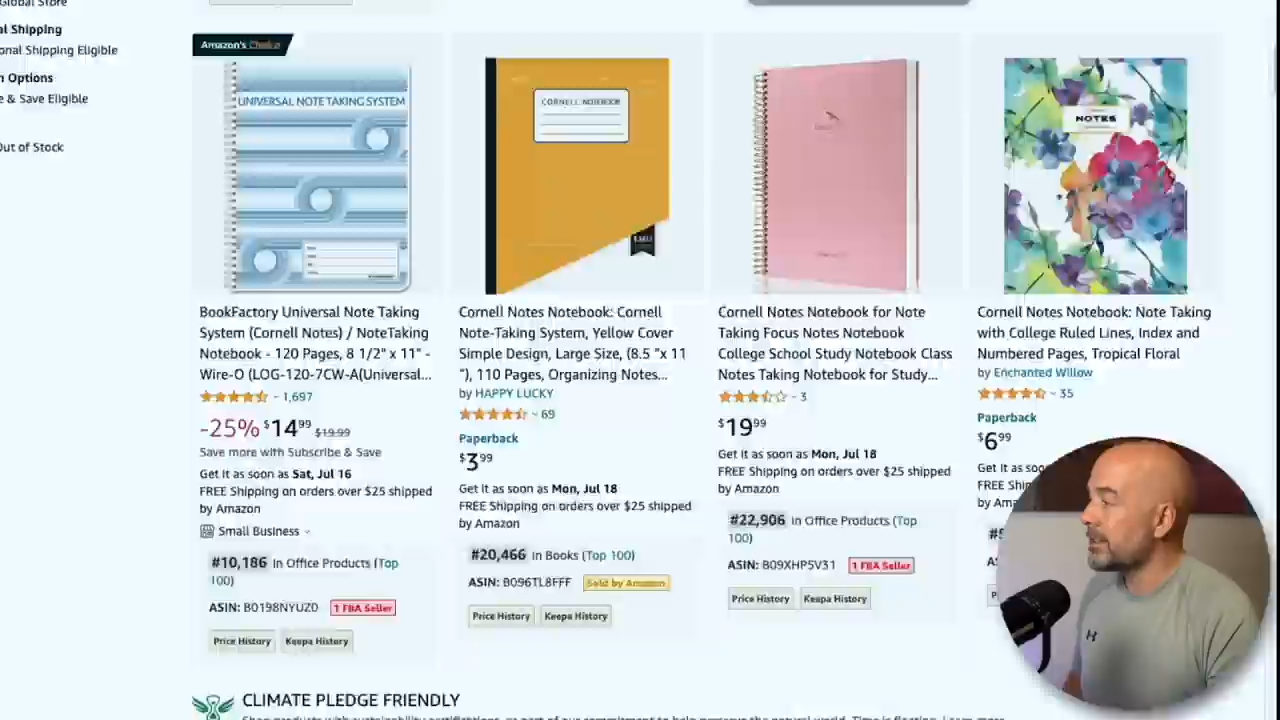 Global Store
al Shipping
onal Shipping Eligible
n Options
e & Save Eligible
Out of Stock
Amazon's Choice
UNIVERSAL NOTE TAKING SYSTEM
BookFactory Universal Note Taking
System (Cornell Notes) / NoteTaking
Notebook - 120 Pages, 8 1/2" x 11" -
Wire-O (LOG-120-7CW-A(Universal...
~ 1,697
-25% $14.99 $19.99
Save more with Subscribe & Save
Get it as soon as Sat, Jul 16
FREE Shipping on orders over $25 shipped
by Amazon
Small Business
#10,186 in Office Products (Top
100)
ASIN: B0198NYUZD 1 FBA Seller
Price History Keepa History
CORNELL NOTEBOOK
Cornell Notes Notebook: Cornell
Note-Taking System, Yellow Cover
Simple Design, Large Size, (8.5 "x 11
"), 110 Pages, Organizing Notes...
by HAPPY LUCKY
~ 69
Paperback
$3.99
Get it as soon as Mon, Jul 18
FREE Shipping on orders over $25 shipped
by Amazon
#20,466 in Books (Top 100)
ASIN: B096TL8FFF Sold by Amazon
Price History Keepa History
Cornell Notes Notebook for Note
Taking Focus Notes Notebook
College School Study Notebook Class
Notes Taking Notebook for Study...
~ 3
$19.99
Get it as soon as Mon, Jul 18
FREE Shipping on orders over $25 shipped
by Amazon
#22,906 in Office Products (Top
100)
ASIN: B09XHP5V31 1 FBA Seller
Price History Keepa History
NOTES
Cornell Notes Notebook: Note Taking
with College Ruled Lines, Index and
Numbered Pages, Tropical Floral
by Enchanted Willow
~ 35
Paperback
$6.99
Get it as soo
FREE Ship
by Ama
CLIMATE PLEDGE FRIENDLY